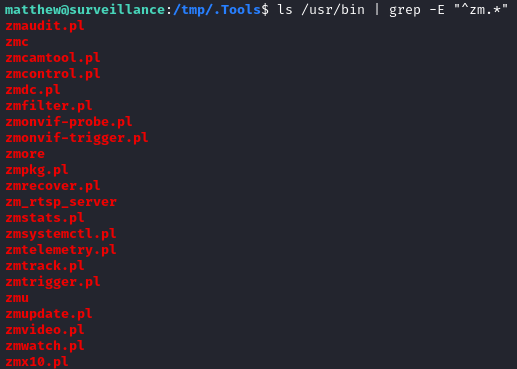 matthew@surveillance:/tmp/.Tools$ ls /usr/bin | grep -E "^zm.*"
zmaudit.pl
zmc
zmcamtool.pl
zmcontrol.pl
zmdc.pl
zmfilter.pl
zmonvif-probe.pl
zmonvif-trigger.pl
zmore
zmpkg.pl
zmrecover.pl
zm_rtsp_server
zmstats.pl
zmsystemctl.pl
zmtelemetry.pl
zmtrack.pl
zmtrigger.pl
zmu
zmupdate.pl
zmvideo.pl
zmwatch.pl
zmx10.pl